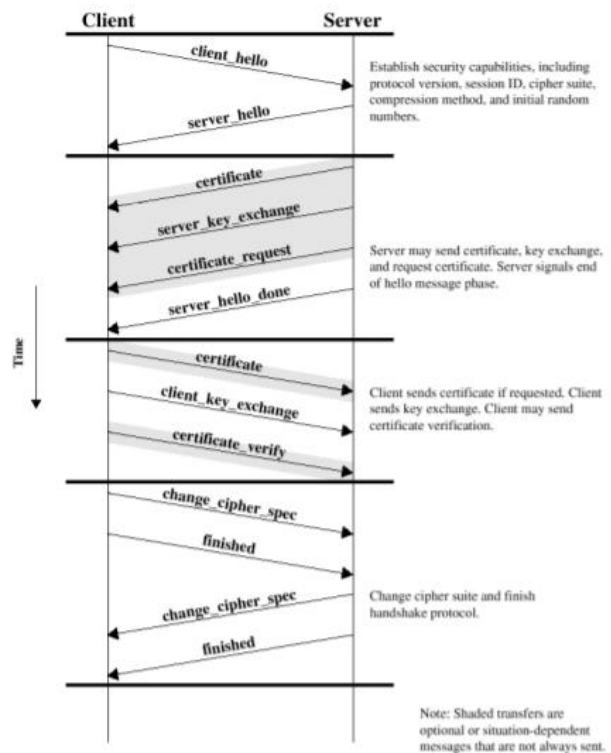 Client
Server
client_hello
Establish security capabilities, including
protocol version, session ID, cipher suite,
compression method, and initial random
numbers.
server_hello
certificate
server_key_exchange
certificate_request
Server may send certificate, key exchange,
and request certificate. Server signals end
of hello message phase.
server_hello_done
Time
certificate
client_key_exchange
Client sends certificate if requested. Client
sends key exchange. Client may send
certificate verification.
certificate_verify
change_cipher_spec
finished
change_cipher_spec
Change cipher suite and finish
handshake protocol.
finished
Note: Shaded transfers are
optional or situation-dependent
messages that are not always sent.